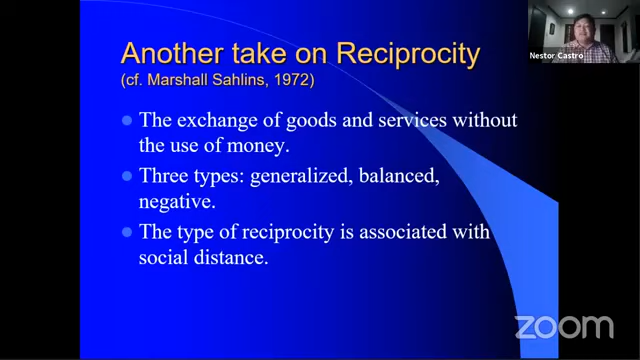 Another take on Reciprocity
(cf. Marshall Sahlins, 1972)
The exchange of goods and services without
the use of money.
Three types: generalized, balanced,
negative.
The type of reciprocity is associated with
social distance.
Nestor Castro
zoom